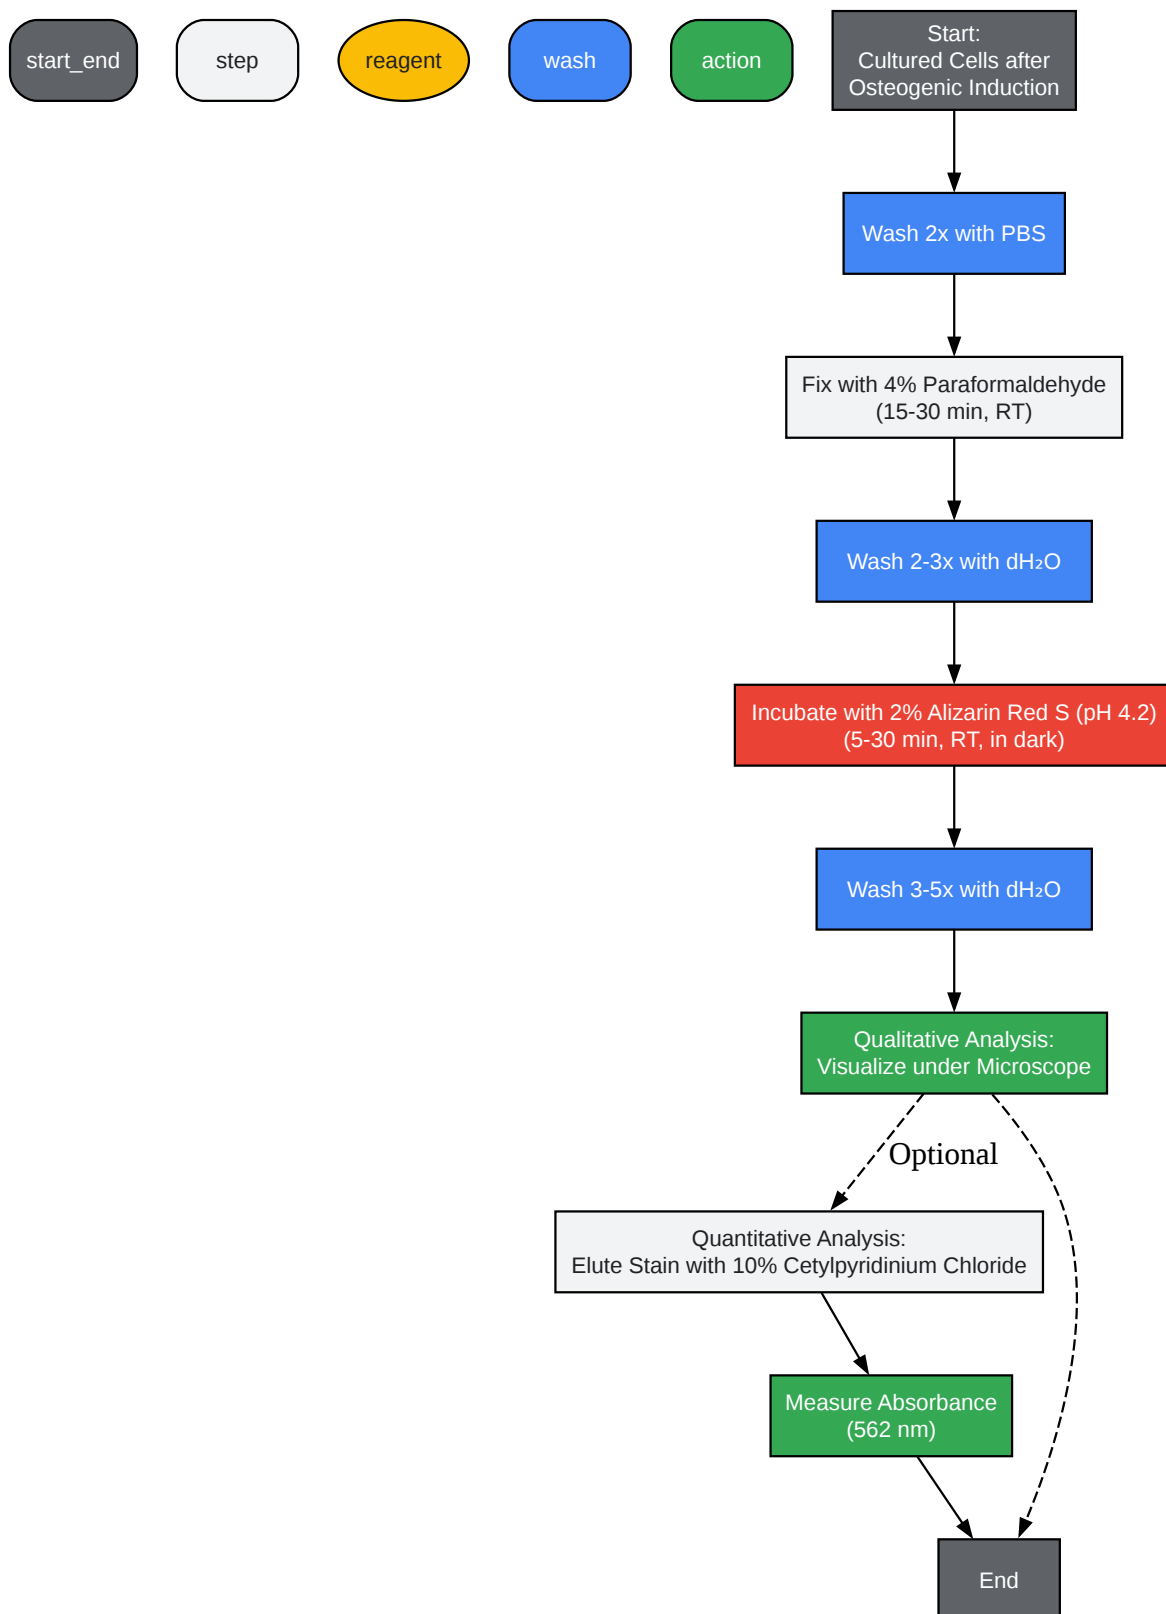 start_end
step
reagent
wash
action
Start:
Cultured Cells after
Osteogenic Induction
Wash 2x with PBS
Fix with 4% Paraformaldehyde
(15-30 min, RT)
Wash 2-3x with dH₂O
Incubate with 2% Alizarin Red S (pH 4.2)
(5-30 min, RT, in dark)
Wash 3-5x with dH₂O
Qualitative Analysis:
Visualize under Microscope
Optional
Quantitative Analysis:
Elute Stain with 10% Cetylpyridinium Chloride
Measure Absorbance
(562 nm)
End